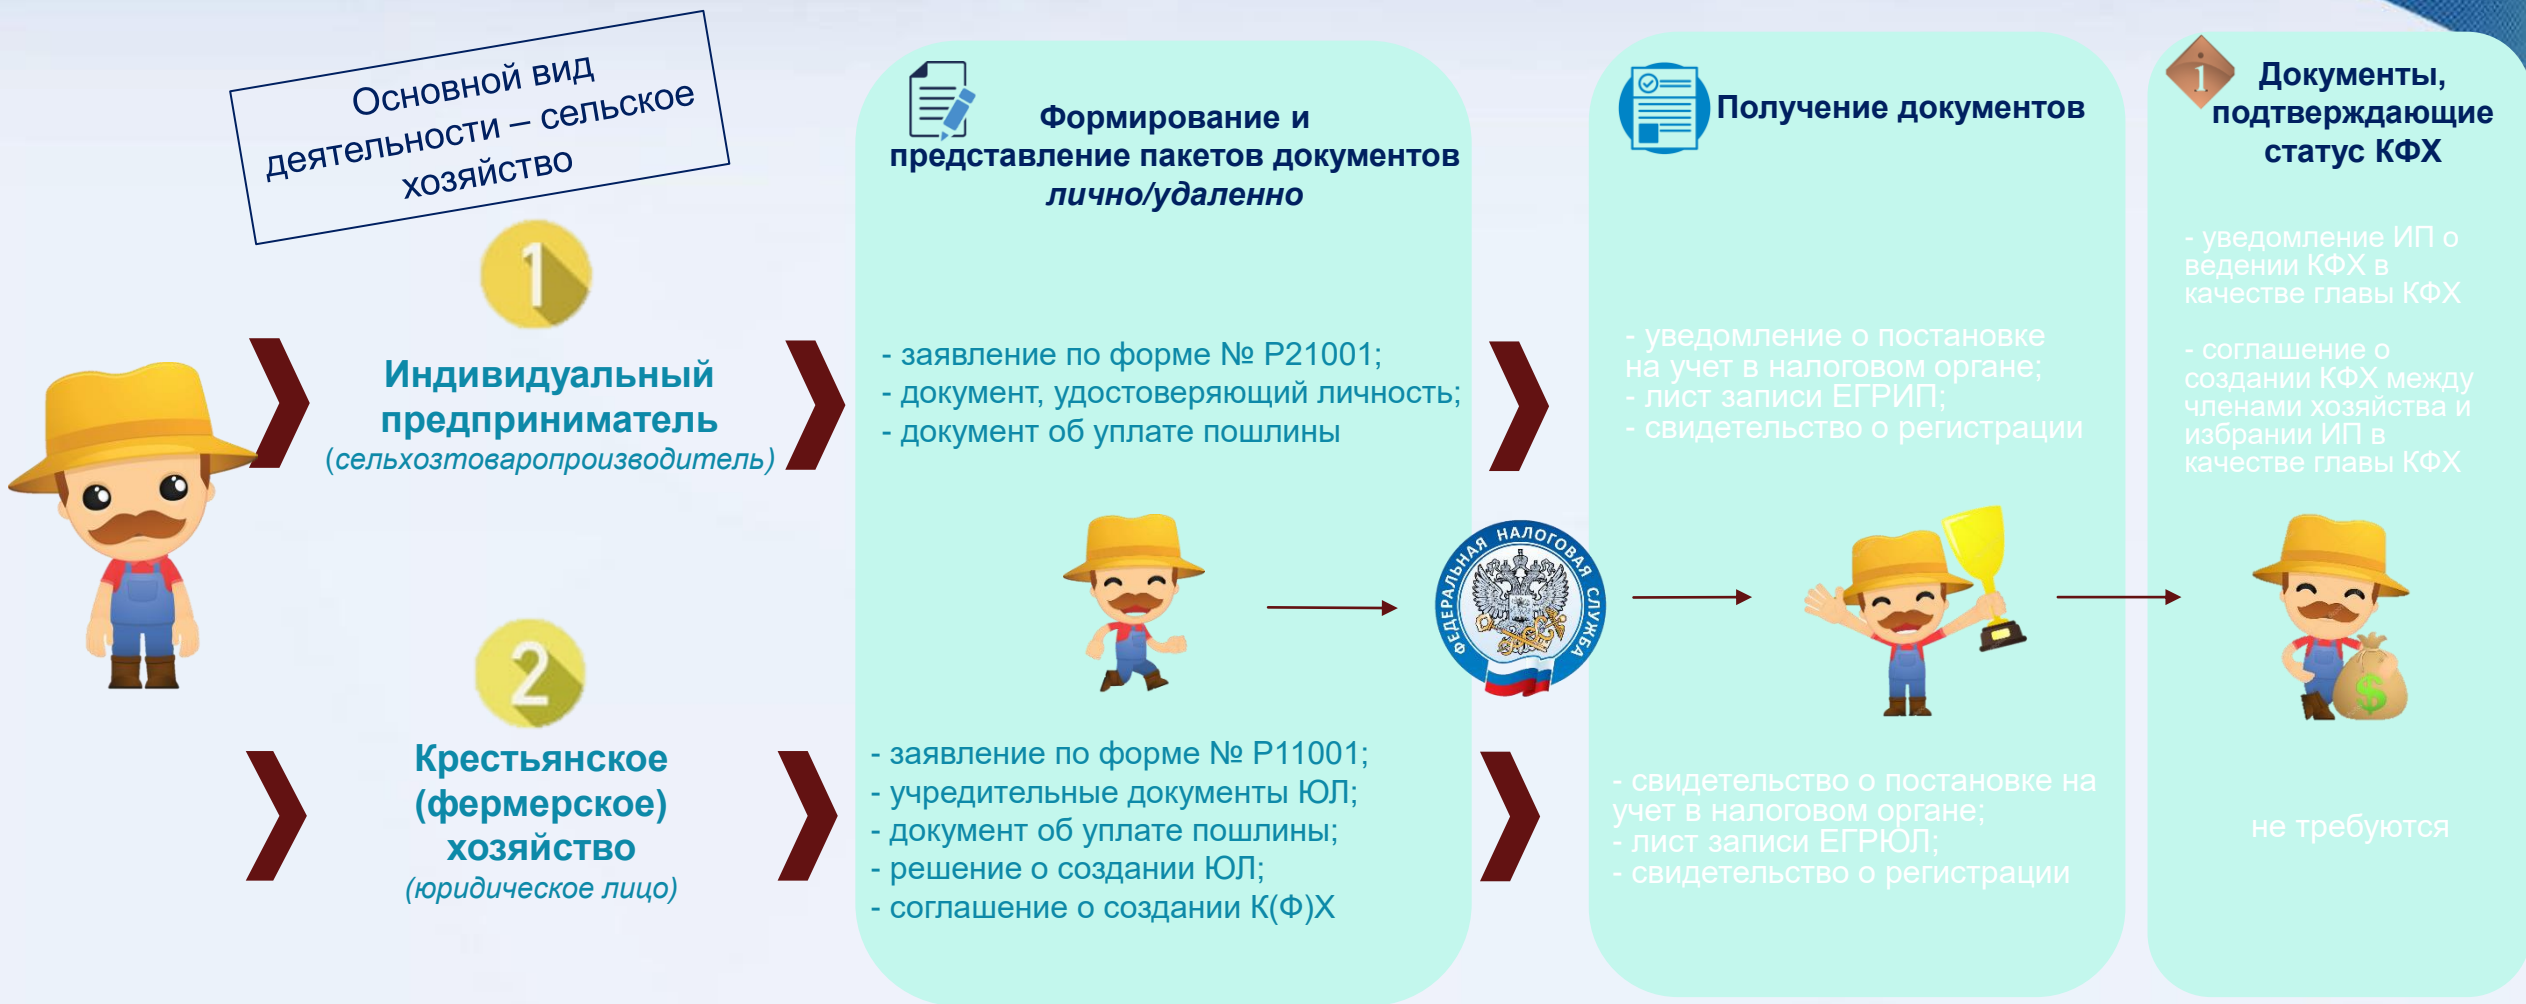 Основной вид
деятельности – сельское
хозяйство
1
Индивидуальный
предприниматель
(сельхозтоваропроизводитель)
2
Крестьянское
(фермерское)
хозяйство
(юридическое лицо)
Формирование и
представление пакетов документов
лично/удаленно
- заявление по форме № Р21001;
- документ, удостоверяющий личность;
- документ об уплате пошлины
- заявление по форме № Р11001;
- учредительные документы ЮЛ;
- документ об уплате пошлины;
- решение о создании ЮЛ;
- соглашение о создании К(Ф)Х
ФЕДЕРАЛЬНАЯ НАЛОГОВАЯ СЛУЖБА
Получение документов
- уведомление о постановке
на учет в налоговом органе;
- лист записи ЕГРИП;
- свидетельство о регистрации
- свидетельство о постановке на
учет в налоговом органе;
- лист записи ЕГРЮЛ;
- свидетельство о регистрации
1
Документы,
подтверждающие
статус КФХ
- уведомление ИП о
ведении КФХ в
качестве главы КФХ
- соглашение о
создании КФХ между
членами хозяйства и
избрании ИП в
качестве главы КФХ
$
не требуются